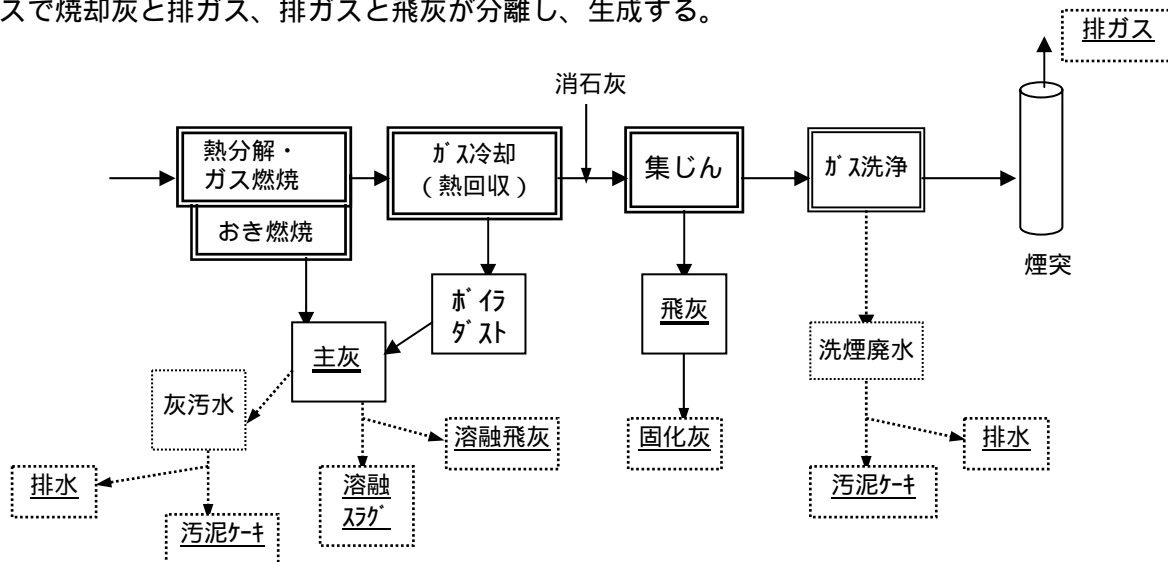 スで焼却灰と排ガス、排ガスと飛灰が分離し、生成する。
排ガス
消石灰
熱分解・
ガス燃焼
おき燃焼
ｶﾞｽ冷却
（熱回収）
集じん
ｶﾞｽ洗浄
煙突
ﾎﾞｲﾗ
ﾀﾞｽﾄ
飛灰
洗煙廃水
主灰
灰汚水
溶融飛灰
固化灰
排水
排水
溶融
ｽﾗｸﾞ
汚泥ｹｰｷ
汚泥ｹｰｷ